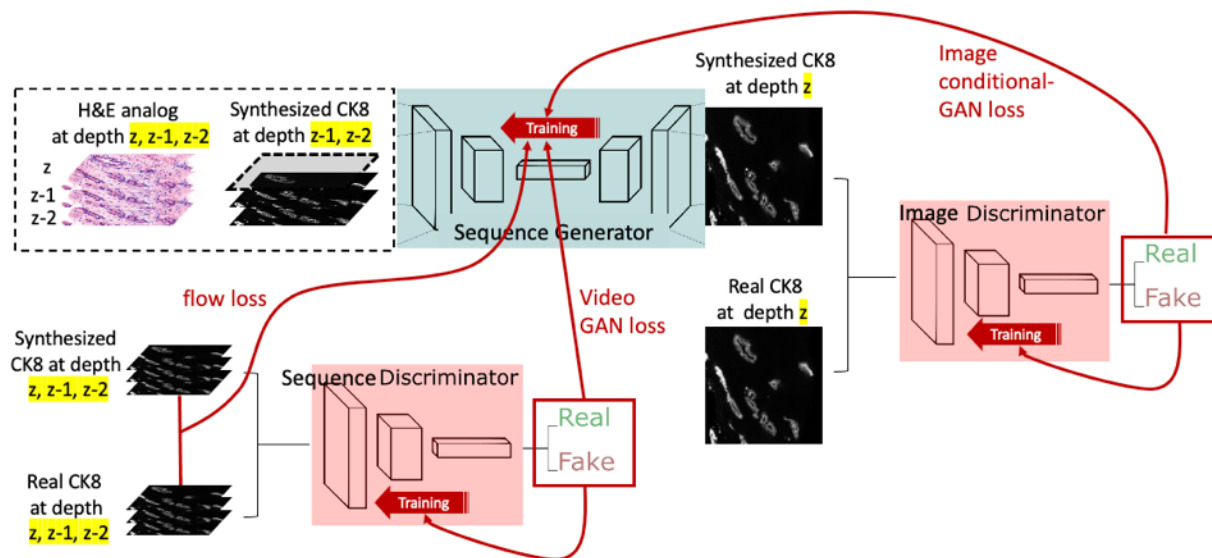 H&E analog
at depth z, z-1, z-2
z
z-1
z-2
Synthesized CK8
at depth z-1, z-2
Training
Sequence Generator
Synthesized CK8
at depth z
Image
conditional-
GAN loss
Image Discriminator
Real
Fake
Training
Real CK8
at depth z
flow loss
Video
GAN loss
Synthesized
CK8 at depth
z, z-1, z-2
Sequence Discriminator
Real
Fake
Training
Real CK8
at depth
z, z-1, z-2